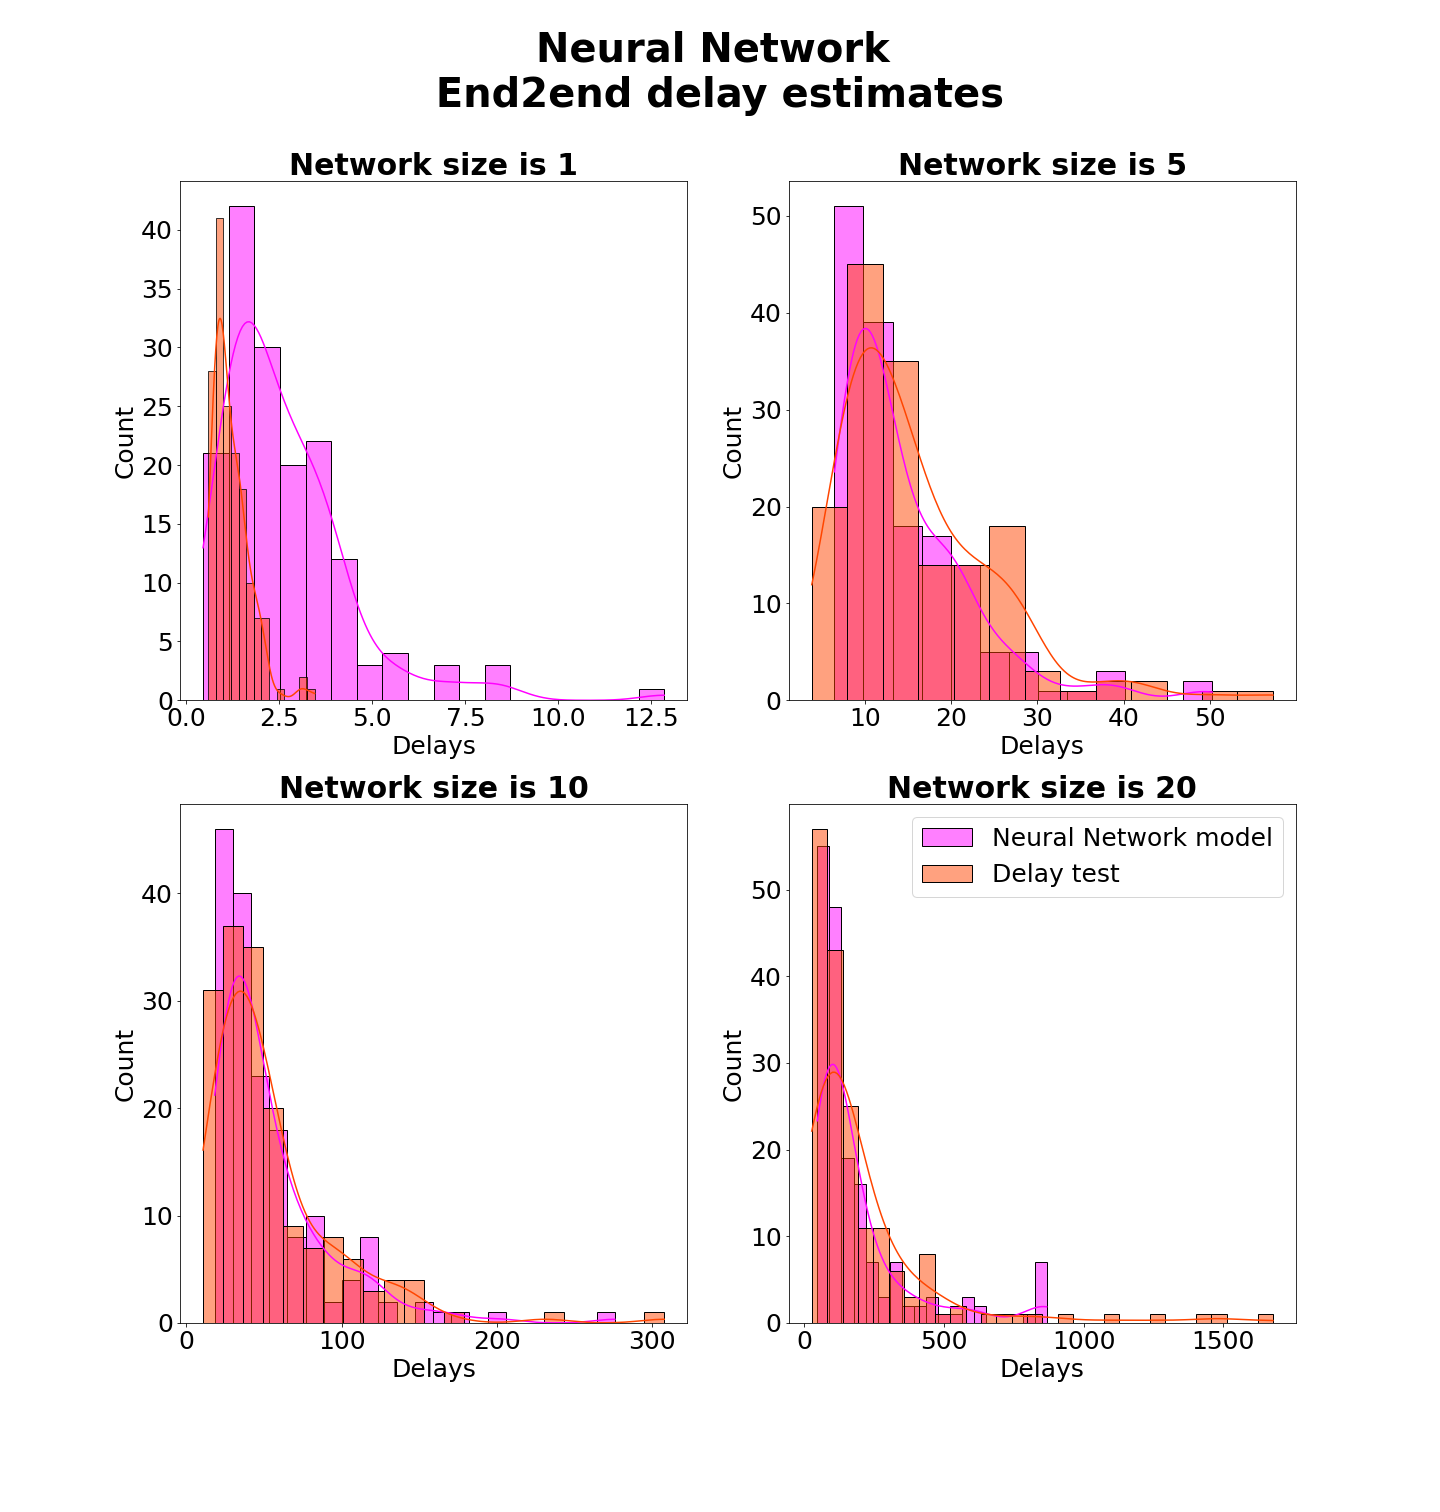 Neural Network
End2end delay estimates
Network size is 1
Count
40
35
30
25
20
15
10
5
0
0.0 2.5 5.0 7.5 10.0 12.5
Delays
Network size is 5
Count
50
40
30
20
10
0
10 20 30 40 50
Delays
Network size is 10
Count
40
30
20
10
0
0 100 200 300
Delays
Network size is 20
Neural Network model
Delay test
Count
50
40
30
20
10
0
0 500 1000 1500
Delays